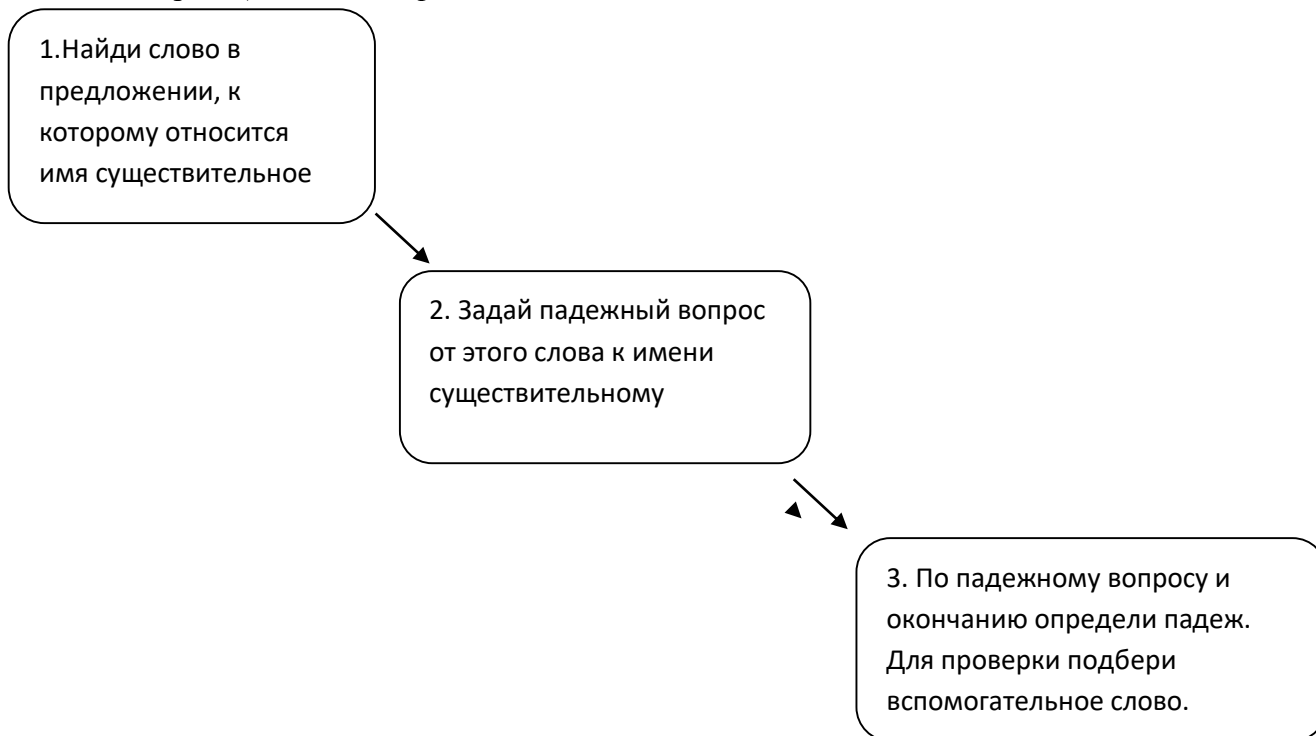 1.Найди слово в
предложении, к
которому относится
имя существительное
2. Задай падежный вопрос
от этого слова к имени
существительному
3. По падежному вопросу и
окончанию определи падеж.
Для проверки подбери
вспомогательное слово.